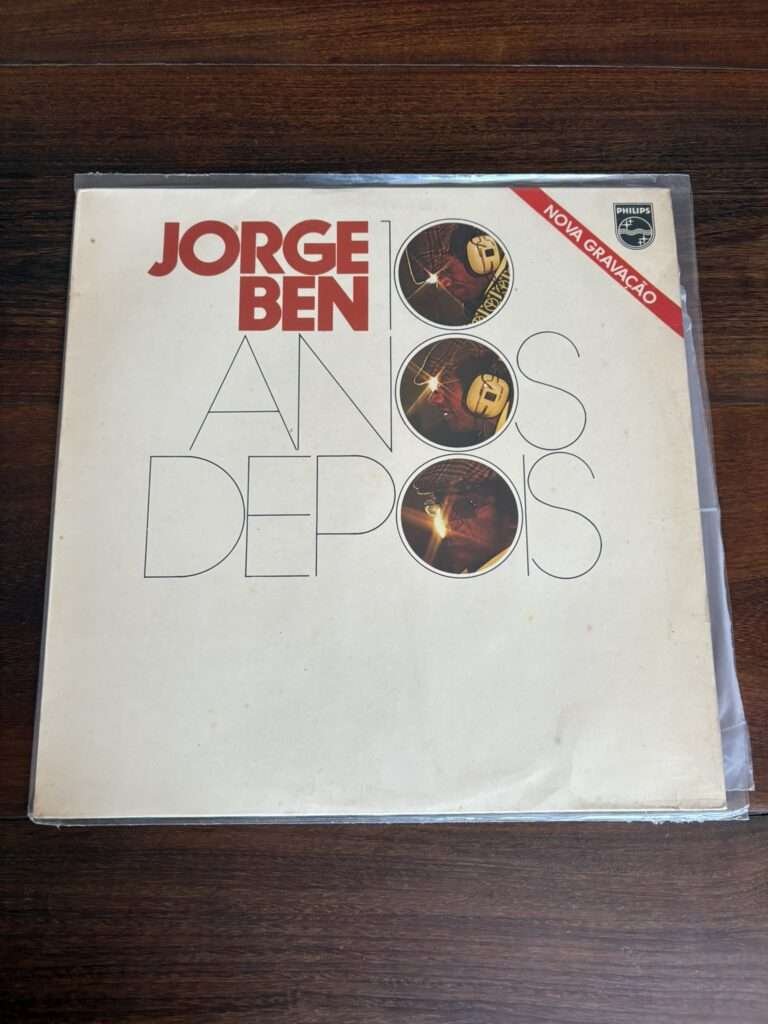 JORGE 10
BEN
ANOS
DEPOIS
NOVA GRAVAÇÃO
PHILIPS